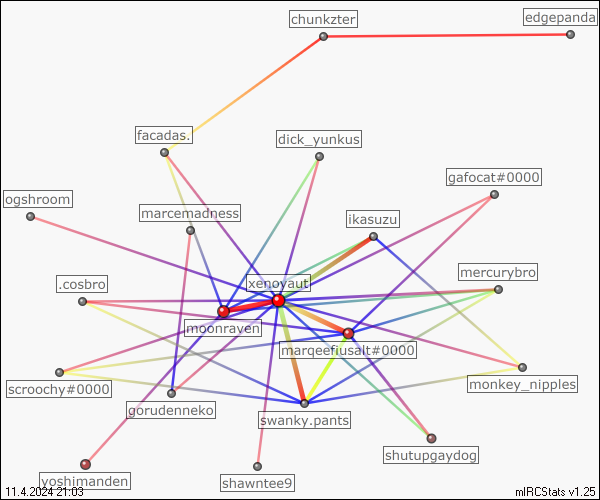 edgepanda
chunkzter
facadas.
dick_yunkus
gafocat#0000
ogshroom
marcemadness
ikasuzu
mercurybro
xenoyaut
.cosbro
moonrayen
marqeefiusalt#0000
scroochy#0000
monkey_nipples
gorudenneko
swanky.pants
shutupgaydog
yoshimanden
shawntee9
11.4.2024 21:03
mIRCStats v1.25